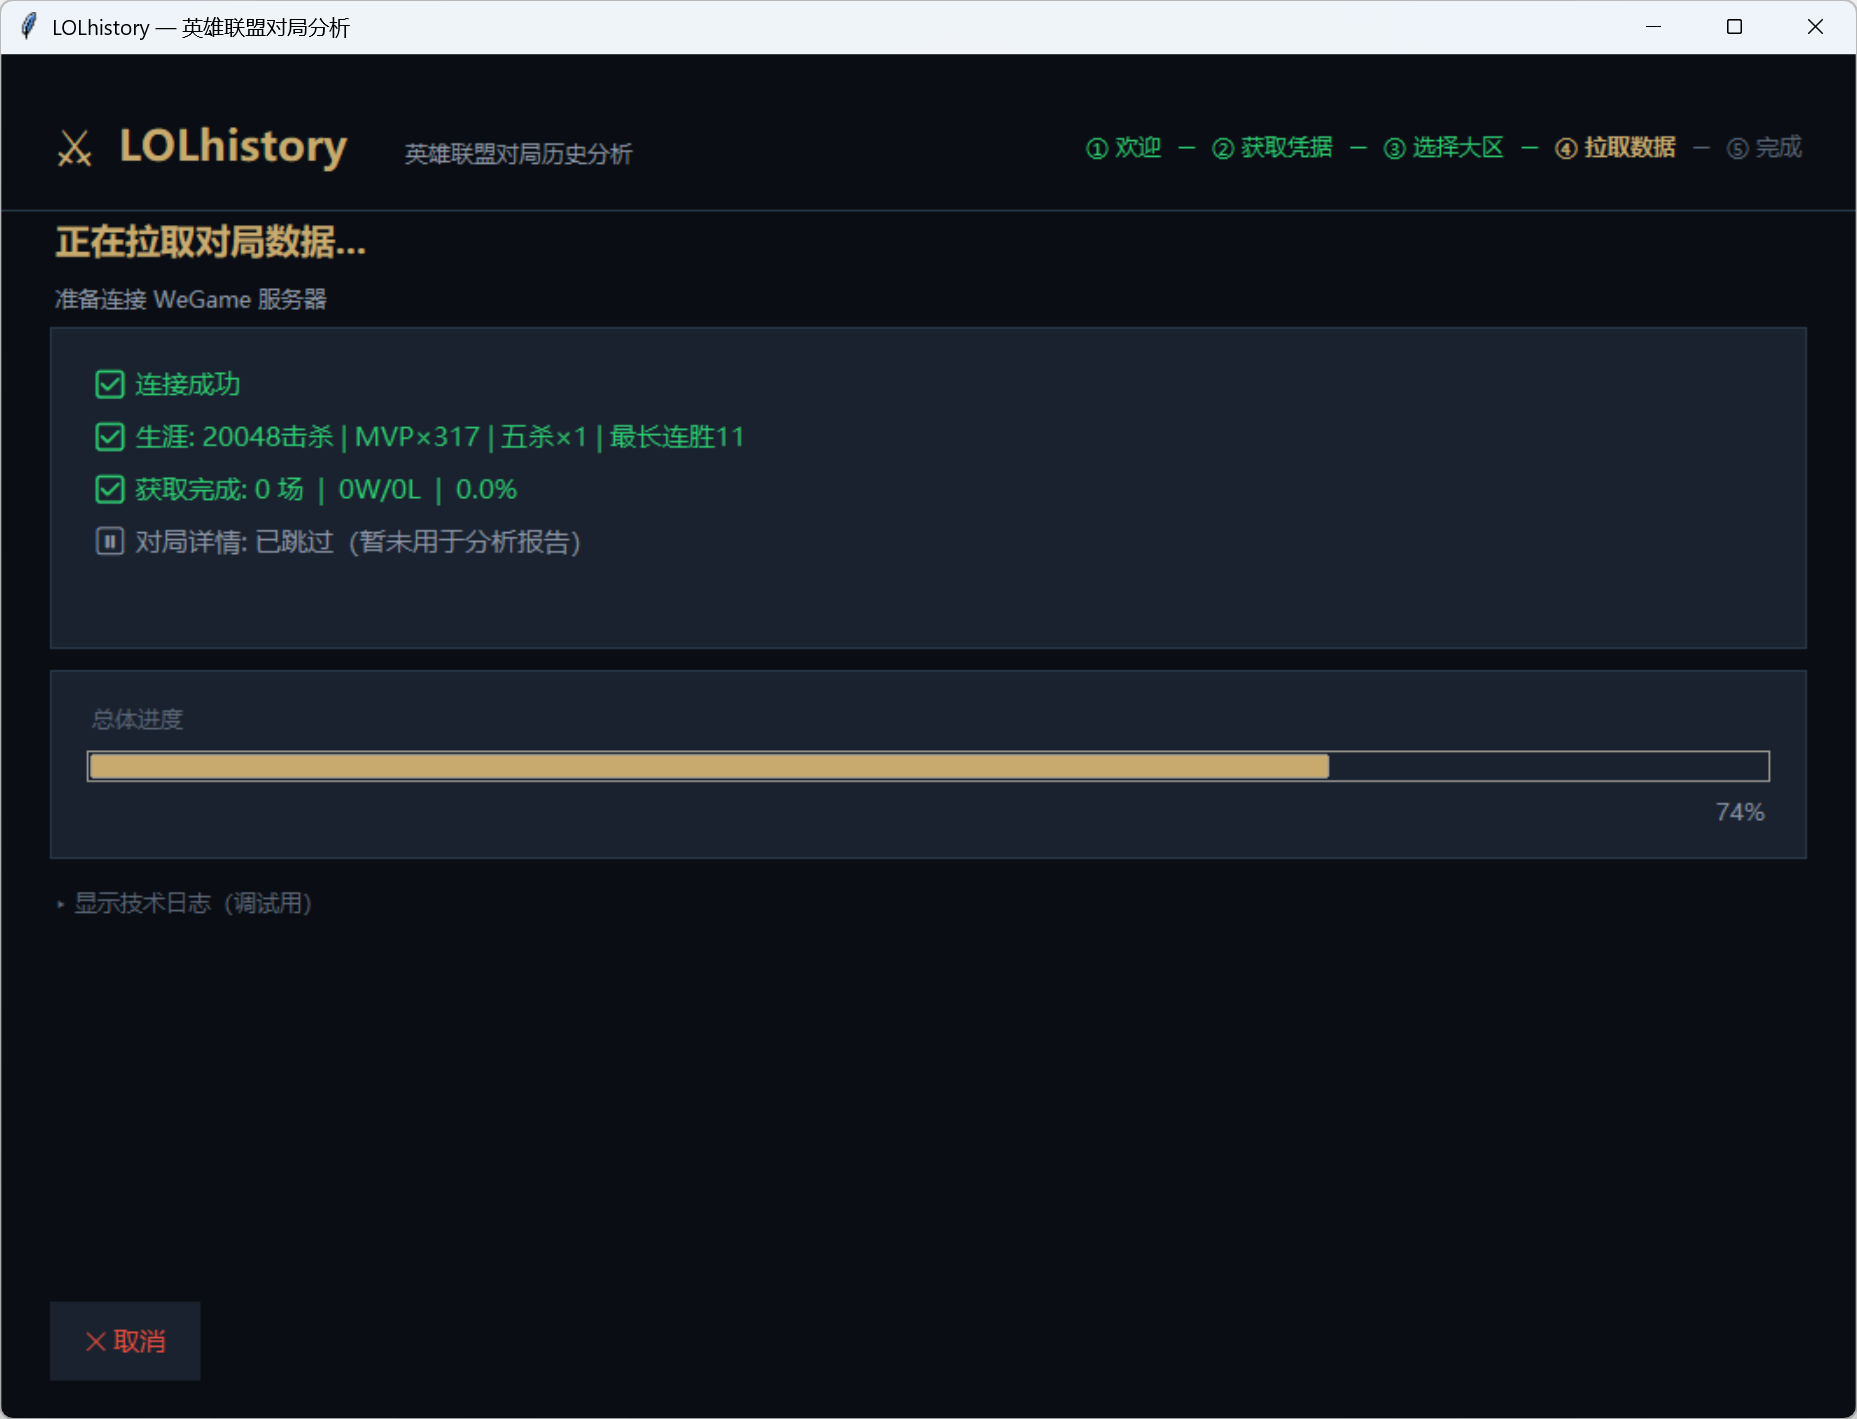 LOLhistory — 英雄联盟对局分析
LOLhistory 英雄联盟对局历史分析
① 欢迎 — ② 获取凭据 — ③ 选择大区 — ④ 拉取数据 — ⑤ 完成
正在拉取对局数据...
准备连接 WeGame 服务器
连接成功
生涯: 20048击杀 | MVP×317 | 五杀×1 | 最长连胜11
获取完成: 0 场 | 0W/0L | 0.0%
对局详情: 已跳过（暂未用于分析报告）
总体进度
74%
显示技术日志（调试用）
取消